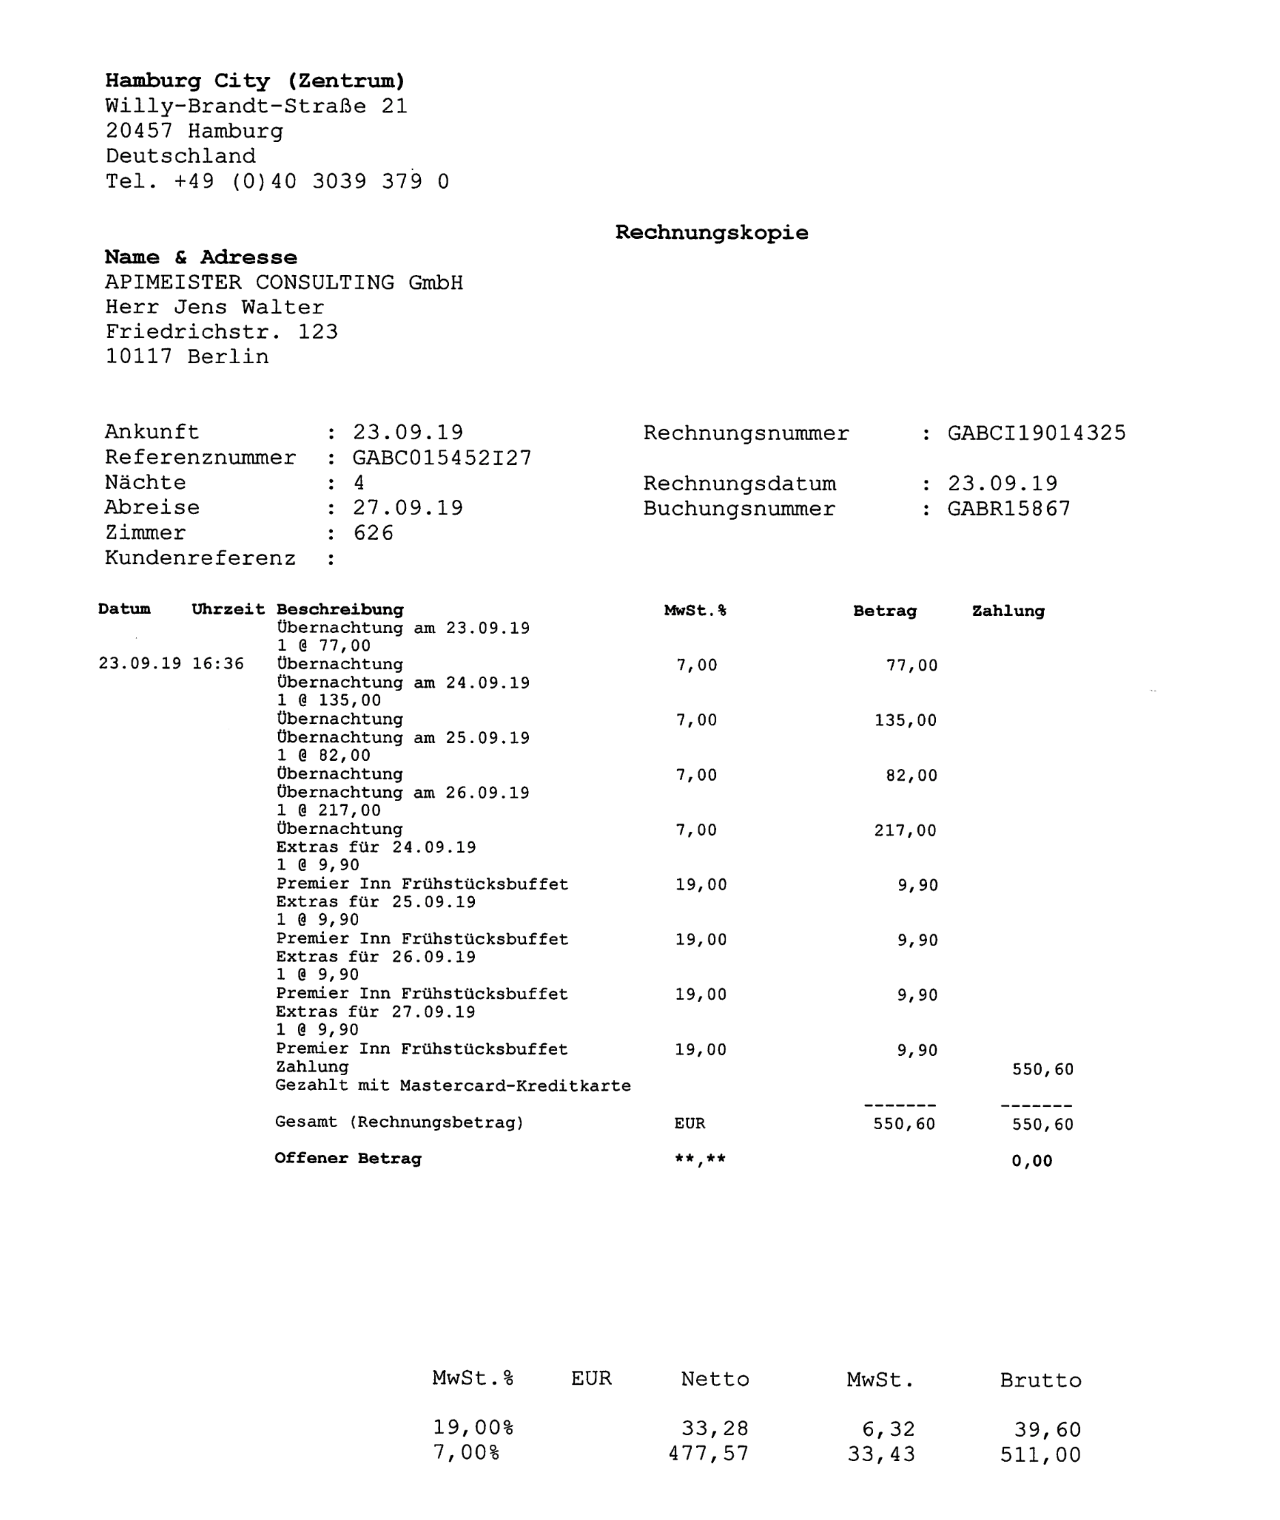 Hamburg City (Zentrum)
Willy-Brandt-Straße 21
20457 Hamburg
Deutschland
Tel. +49 (0)40 3039 379 0
Rechnungskopie
Name & Adresse
APIMEISTER CONSULTING GmbH
Herr Jens Walter
Friedrichstr. 123
10117 Berlin
Ankunft : 23.09.19 Rechnungsnummer : GABCI19014325
Referenznummer : GABC015452I27
Nächte : 4 Rechnungsdatum : 23.09.19
Abreise : 27.09.19 Buchungsnummer : GABR15867
Zimmer : 626
Kundenreferenz :
Datum Uhrzeit Beschreibung MwSt.% Betrag Zahlung
Übernachtung am 23.09.19
1 @ 77,00
23.09.19 16:36 Übernachtung 7,00 77,00
Übernachtung am 24.09.19
1 @ 135,00
Übernachtung 7,00 135,00
Übernachtung am 25.09.19
1 @ 82,00
Übernachtung 7,00 82,00
Übernachtung am 26.09.19
1 @ 217,00
Übernachtung 7,00 217,00
Extras für 24.09.19
1 @ 9,90
Premier Inn Frühstücksbuffet 19,00 9,90
Extras für 25.09.19
1 @ 9,90
Premier Inn Frühstücksbuffet 19,00 9,90
Extras für 26.09.19
1 @ 9,90
Premier Inn Frühstücksbuffet 19,00 9,90
Extras für 27.09.19
1 @ 9,90
Premier Inn Frühstücksbuffet 19,00 9,90
Zahlung 550,60
Gezahlt mit Mastercard-Kreditkarte
------- -------
Gesamt (Rechnungsbetrag) EUR 550,60 550,60
Offener Betrag **,** 0,00
MwSt.% EUR Netto MwSt. Brutto
19,00% 33,28 6,32 39,60
7,00% 477,57 33,43 511,00